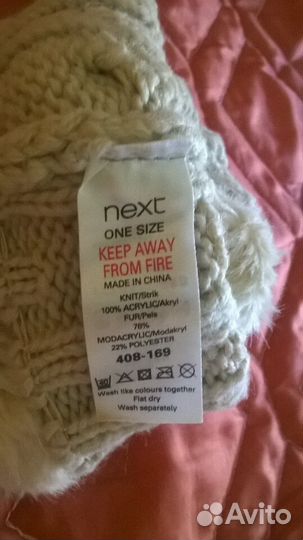 next
ONE SIZE
KEEP AWAY
FROM FIRE
MADE IN CHINA
KNIT/Strik
100% ACRYLIC/Akryl
FUR/Pels
78%
MODACRYLIC/Modakryl
22% POLYESTER
408-169
Wash like colours together
Flat dry
Wash separately
Avito